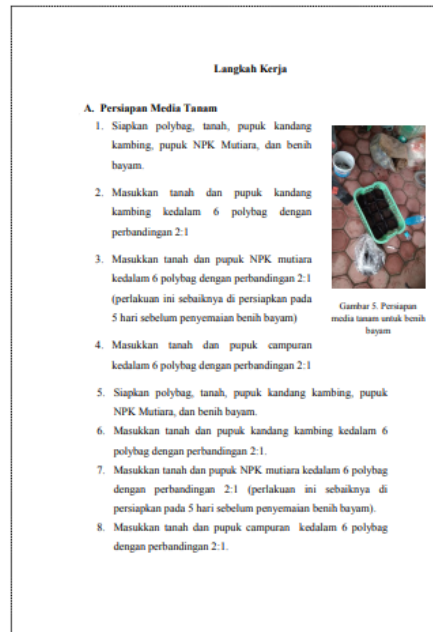 Langkah Kerja
A. Persiapan Media Tanam
1. Siapkan polybag, tanah, pupuk kandang
kambing, pupuk NPK Mutiara, dan benih
bayam.
2. Masukkan tanah dan pupuk kandang
kambing kedalam 6 polybag dengan
perbandingan 2:1
3. Masukkan tanah dan pupuk NPK mutiara
kedalam 6 polybag dengan perbandingan 2:1
(perlakuan ini sebaiknya di persiapkan pada
5 hari sebelum penyemaian benih bayam)
4. Masukkan tanah dan pupuk campuran
kedalam 6 polybag dengan perbandingan 2:1
Gambar 5. Persiapan
media tanam untuk benih
bayam
5. Siapkan polybag, tanah, pupuk kandang kambing, pupuk
NPK Mutiara, dan benih bayam.
6. Masukkan tanah dan pupuk kandang kambing kedalam 6
polybag dengan perbandingan 2:1.
7. Masukkan tanah dan pupuk NPK mutiara kedalam 6 polybag
dengan perbandingan 2:1 (perlakuan ini sebaiknya di
persiapkan pada 5 hari sebelum penyemaian benih bayam).
8. Masukkan tanah dan pupuk campuran kedalam 6 polybag
dengan perbandingan 2:1.